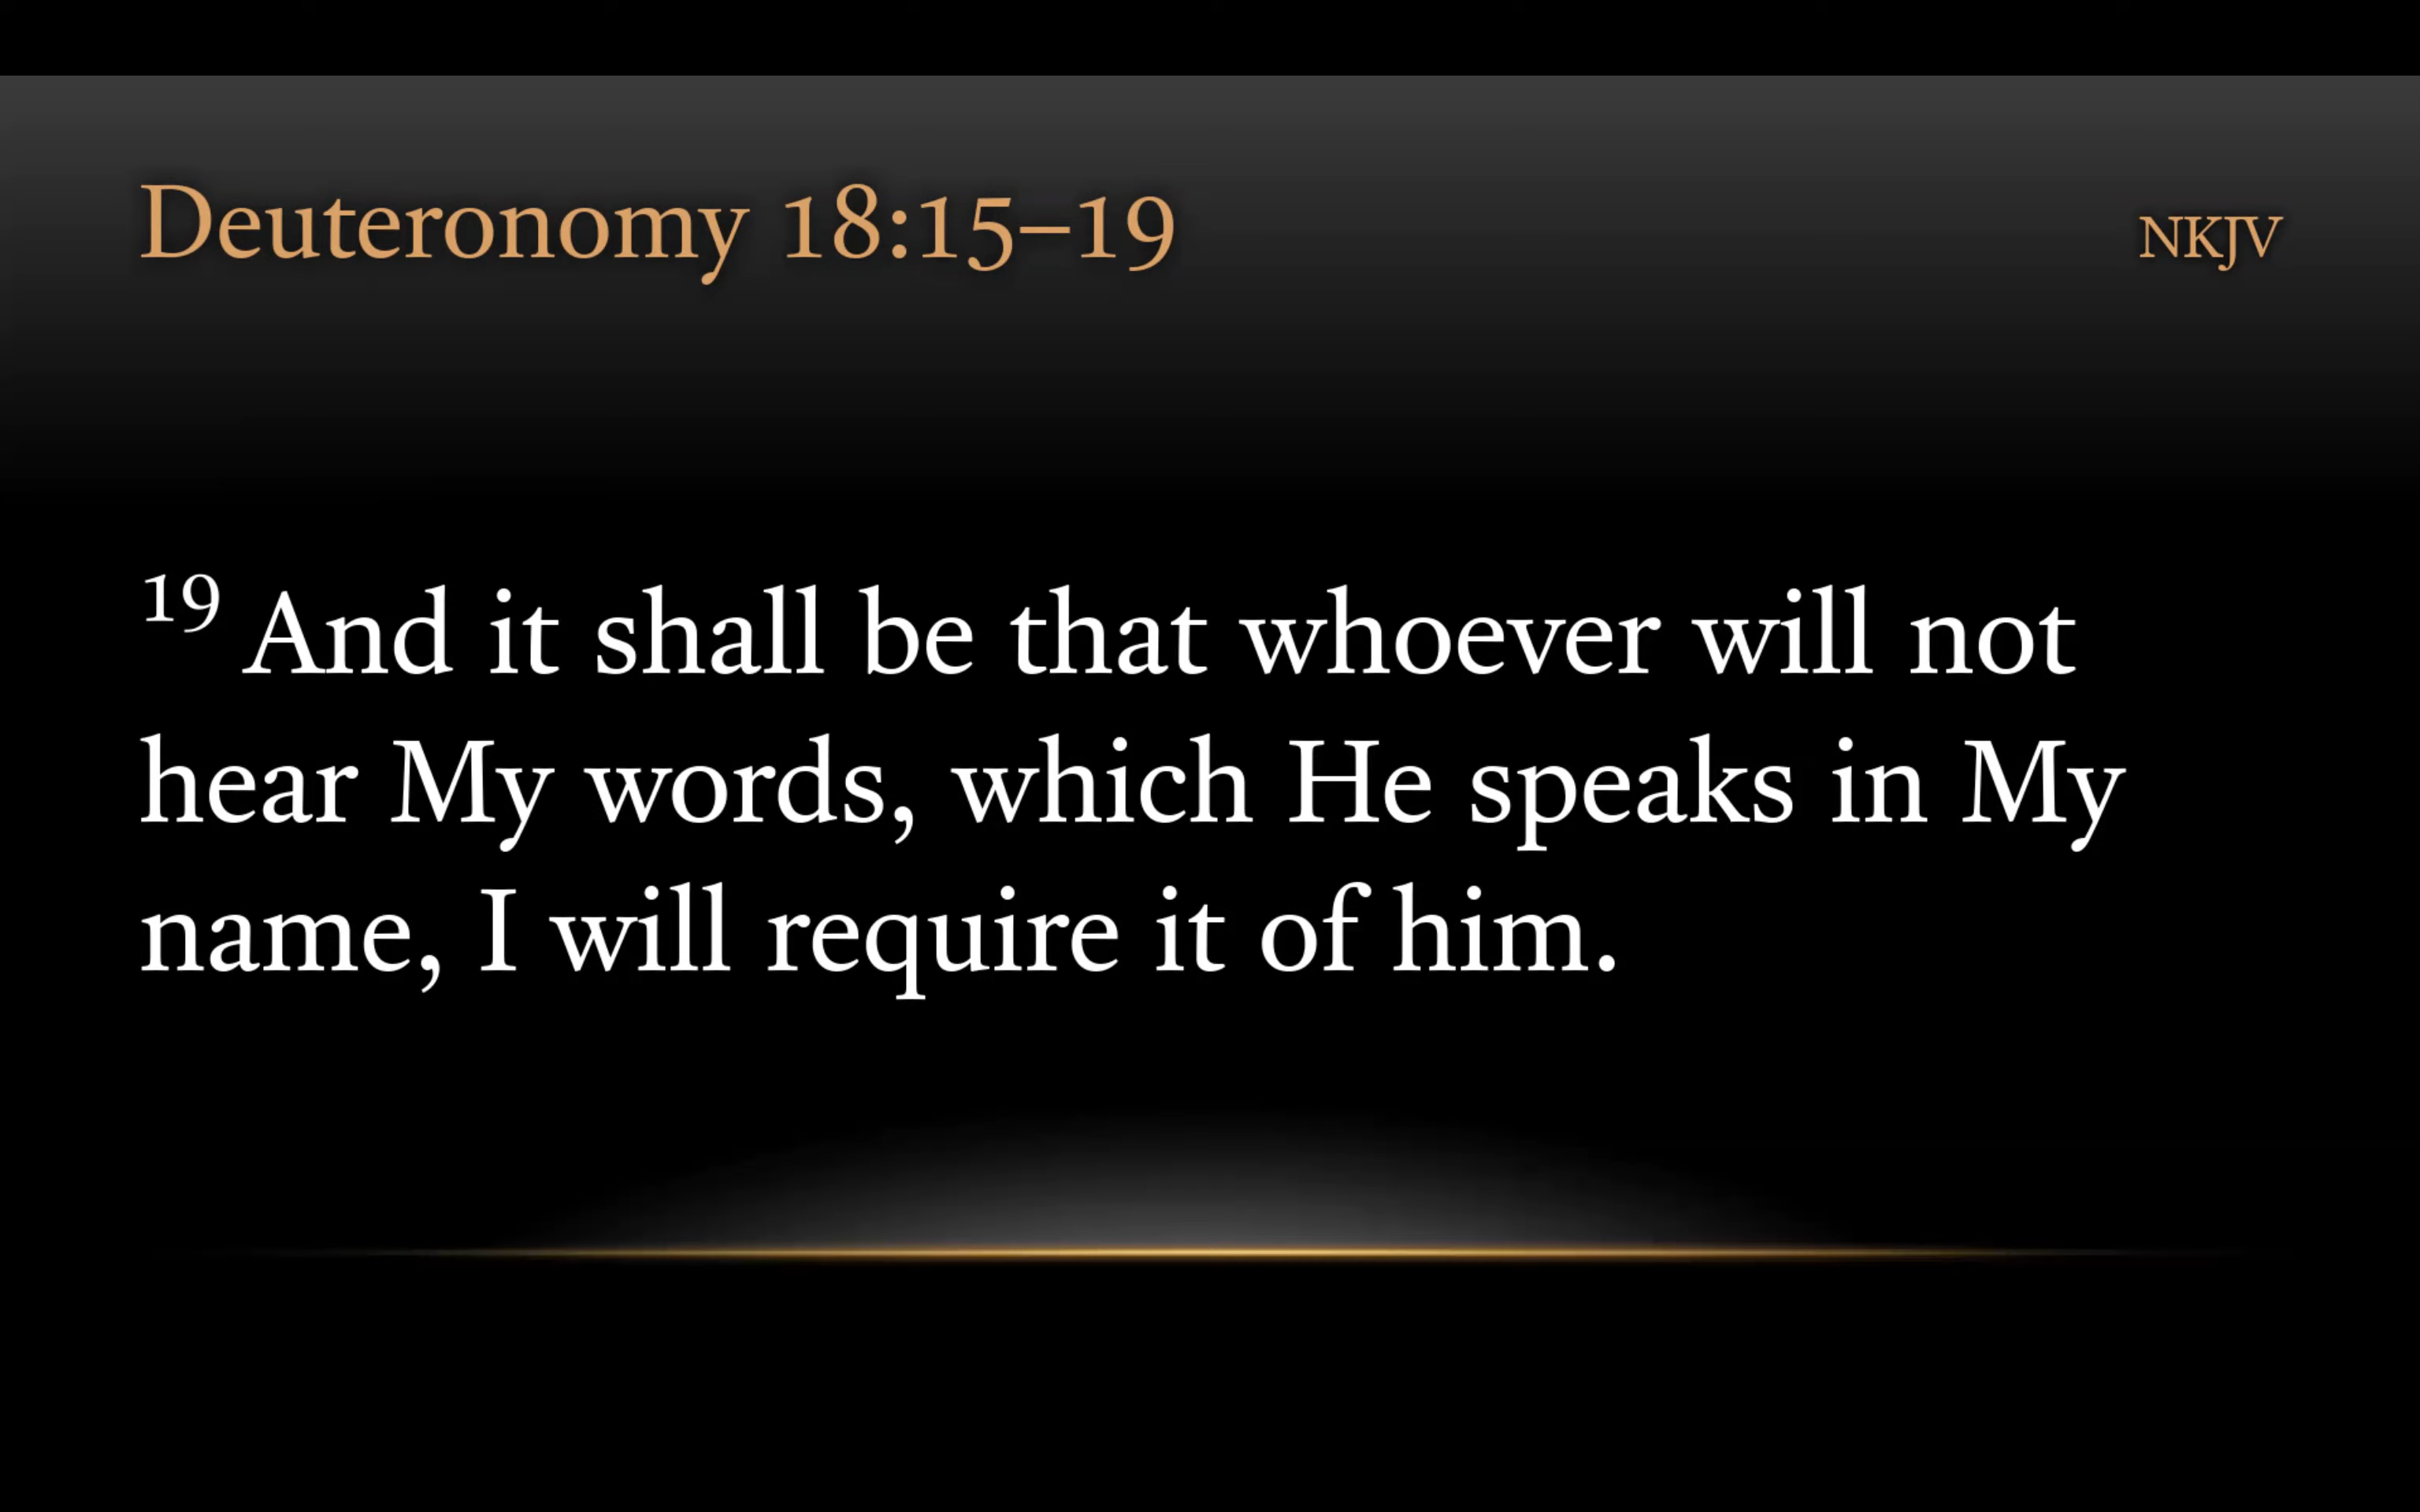 Deuteronomy 18:15–19
NKJV
19 And it shall be that whoever will not
hear My words, which He speaks in My
name, I will require it of him.